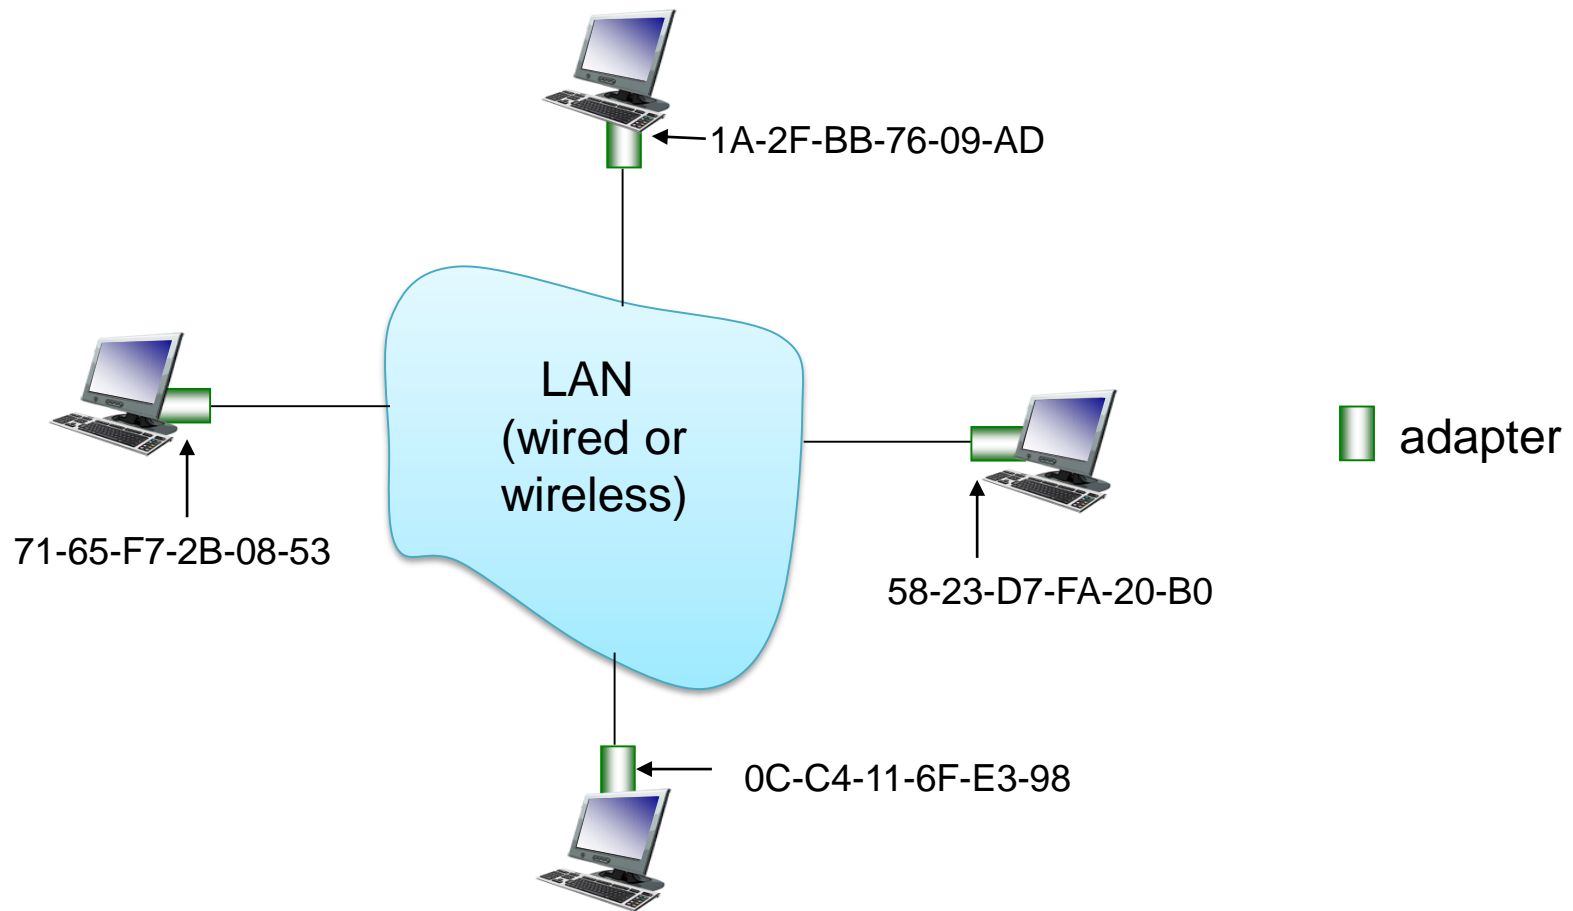 1A-2F-BB-76-09-AD
LAN
(wired or
wireless)
adapter
71-65-F7-2B-08-53
58-23-D7-FA-20-B0
0C-C4-11-6F-E3-98